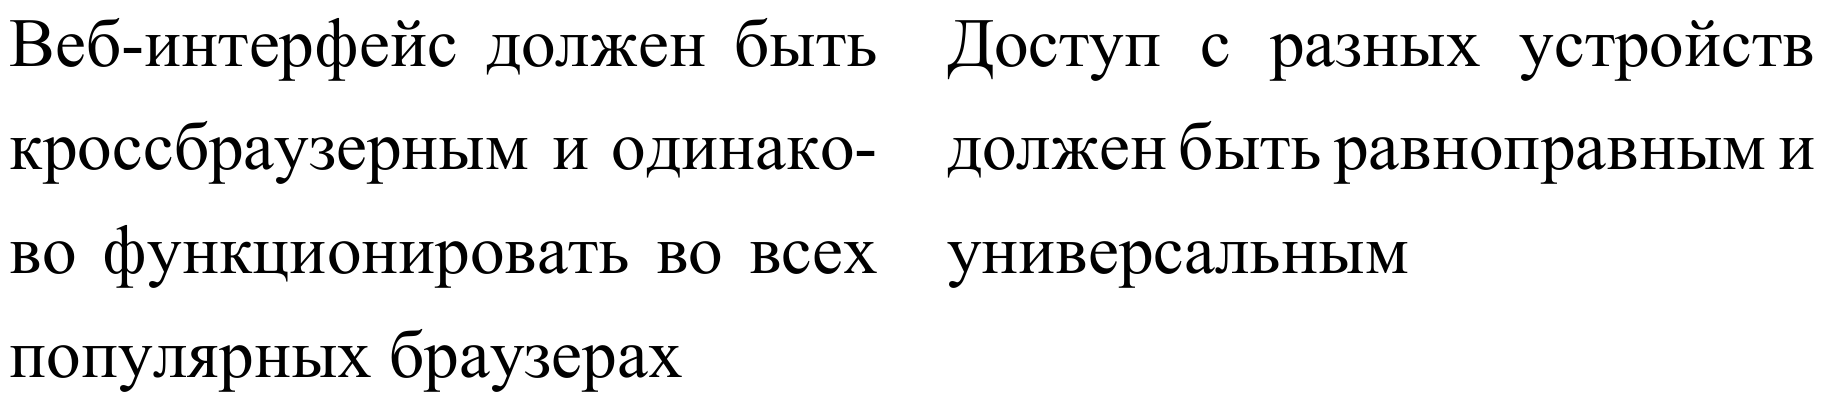 Веб-интерфейс должен быть
кроссбраузерным и одинако-
во функционировать во всех
популярных браузерах
Доступ с разных устройств
должен быть равноправным и
универсальным